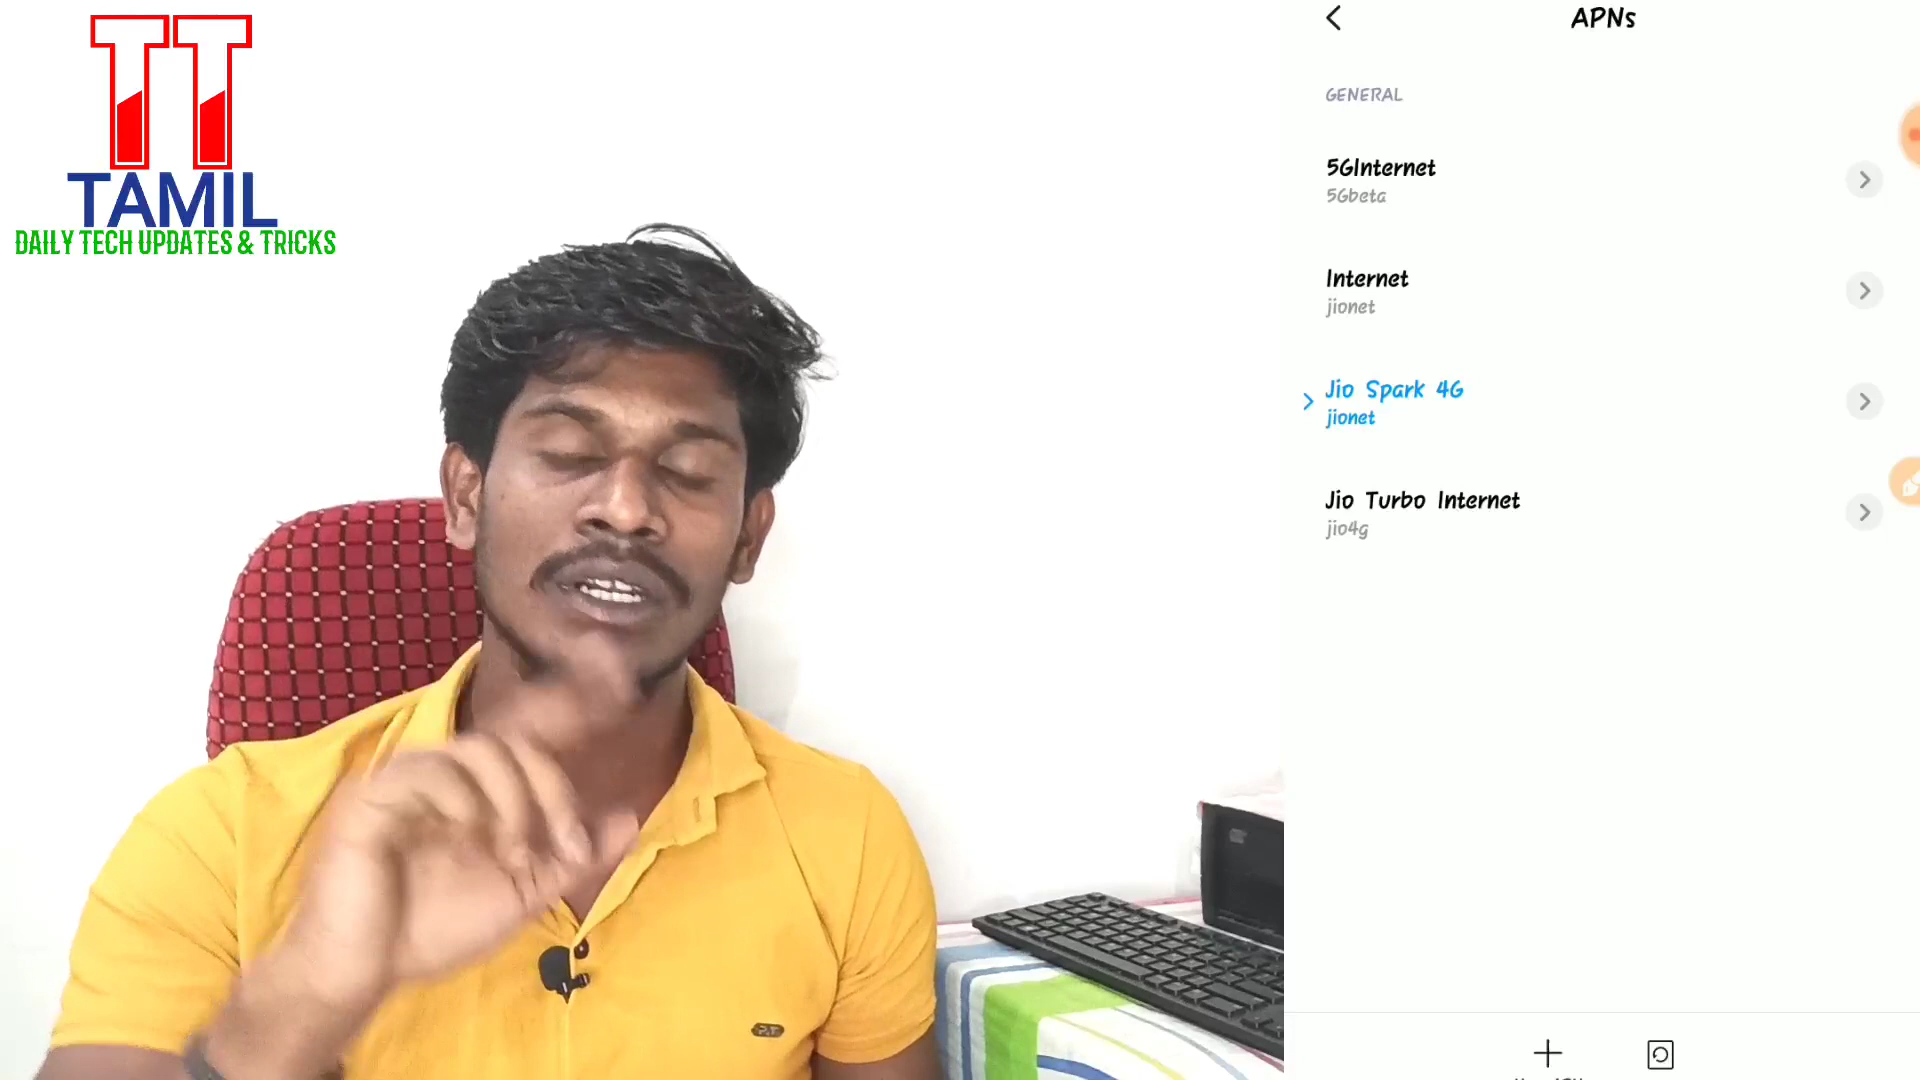 TT
TAMIL
DAILY TECH UPDATES & TRICKS
APNs
GENERAL
5GInternet
5Gbeta
Internet
jionet
Jio Spark 4G
jionet
Jio Turbo Internet
jio4g